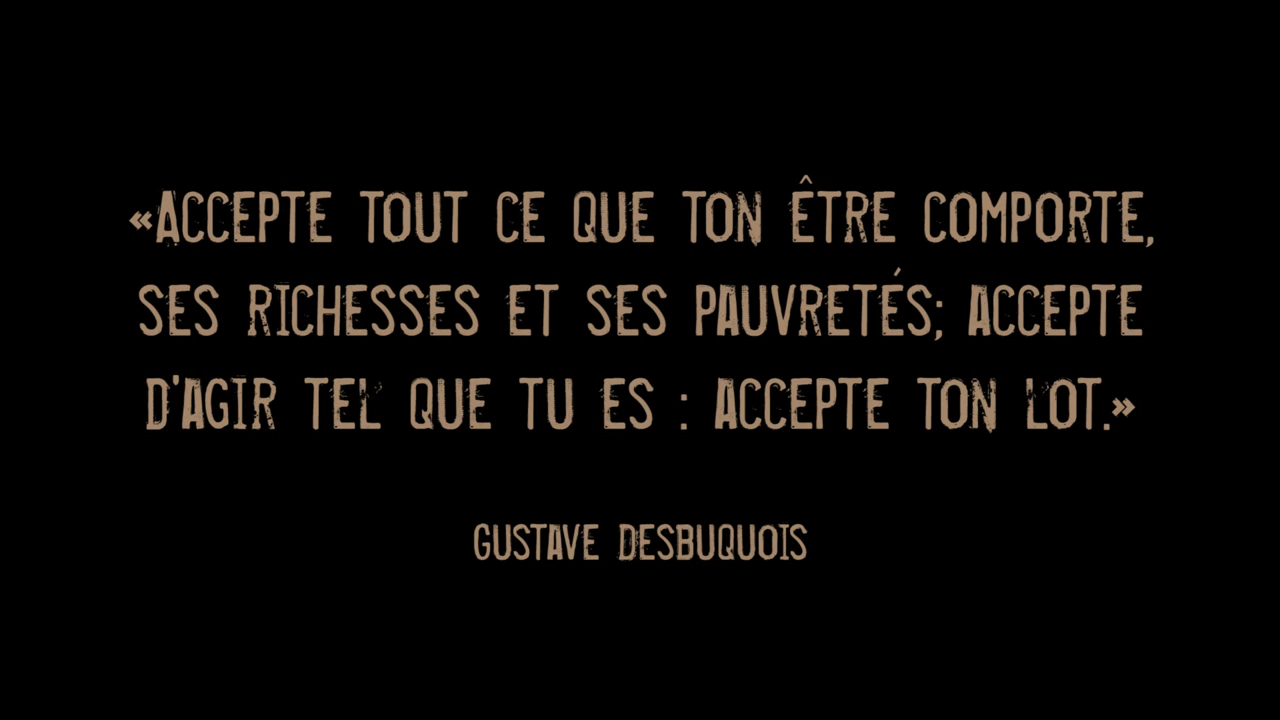 «ACCEPTE TOUT CE QUE TON ÊTRE COMPORTE,
SES RICHESSES ET SES PAUVRETÉS; ACCEPTE
D'AGIR TEL QUE TU ES : ACCEPTE TON LOT.»
GUSTAVE DESBUQUOIS